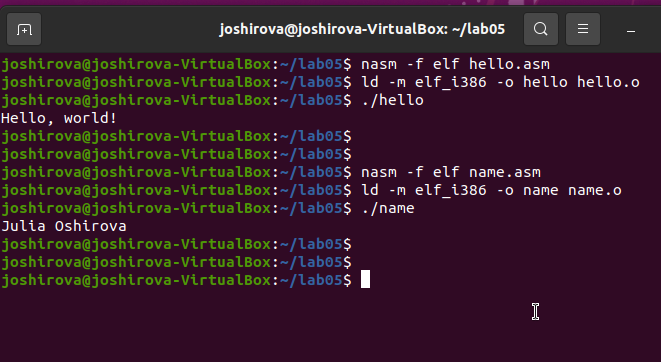 joshirova@joshirova-VirtualBox: ~/lab05
joshirova@joshirova-VirtualBox:~/lab05$ nasm -f elf hello.asm
joshirova@joshirova-VirtualBox:~/lab05$ ld -m elf_i386 -o hello hello.o
joshirova@joshirova-VirtualBox:~/lab05$ ./hello
Hello, world!
joshirova@joshirova-VirtualBox:~/lab05$
joshirova@joshirova-VirtualBox:~/lab05$
joshirova@joshirova-VirtualBox:~/lab05$ nasm -f elf name.asm
joshirova@joshirova-VirtualBox:~/lab05$ ld -m elf_i386 -o name name.o
joshirova@joshirova-VirtualBox:~/lab05$ ./name
Julia Oshirova
joshirova@joshirova-VirtualBox:~/lab05$
joshirova@joshirova-VirtualBox:~/lab05$
joshirova@joshirova-VirtualBox:~/lab05$